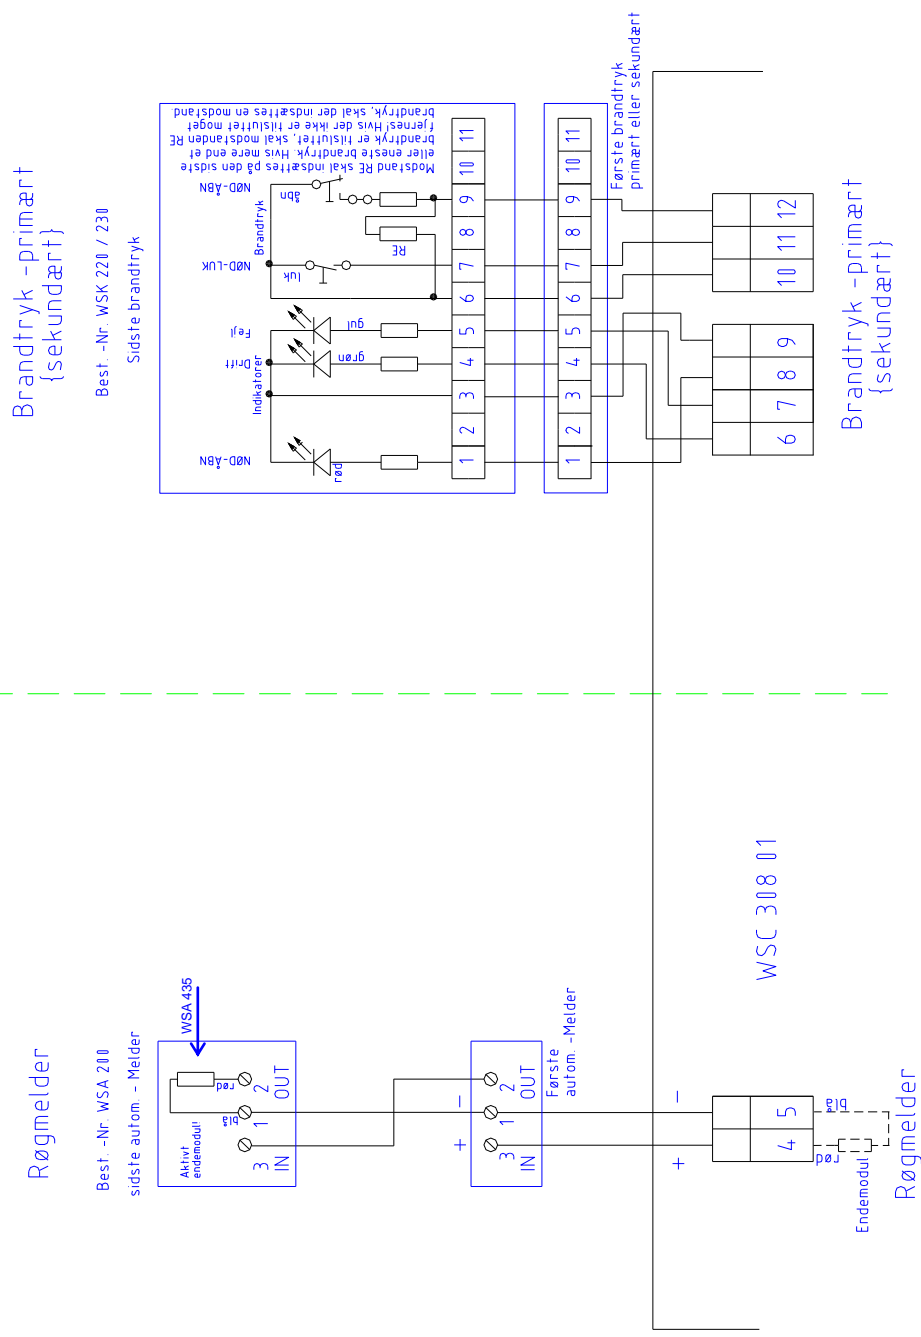 Brandtryk -primært
{sekundært}
Best. -Nr. WSK 220 / 230
Sidste brandtryk
Modstand RE skal indsættes på den sidste
eller eneste brandtryk. Hvis mere end et
brandtryk er tilsluttet, skal modstanden RE
fjernes! Hvis der ikke er tilsluttet moget
brandtryk, skal der indsættes en modstand.
NØD-ÅBN
åbn
Brandtryk
RE
NØD-LUK
luk
Fejl
gul
Drift
grøn
Indikatorer
NØD-ÅBN
rød
11
10
9
8
7
6
5
4
3
2
1
11
10
9
8
7
6
5
4
3
2
1
Første brandtryk
primært eller sekundært
12
11
10
9
8
7
6
Brandtryk -primært
{sekundært}
Røgmelder
Best. -Nr. WSA 200
sidste autom. - Melder
WSA 435
Aktivt
endemodul!
rød
blå
2
1
3
OUT
IN
+
-
2
1
3
OUT
IN
Første
autom. -Melder
WSC 308 01
-
+
5
4
blå
rød
Endemodul
Røgmelder